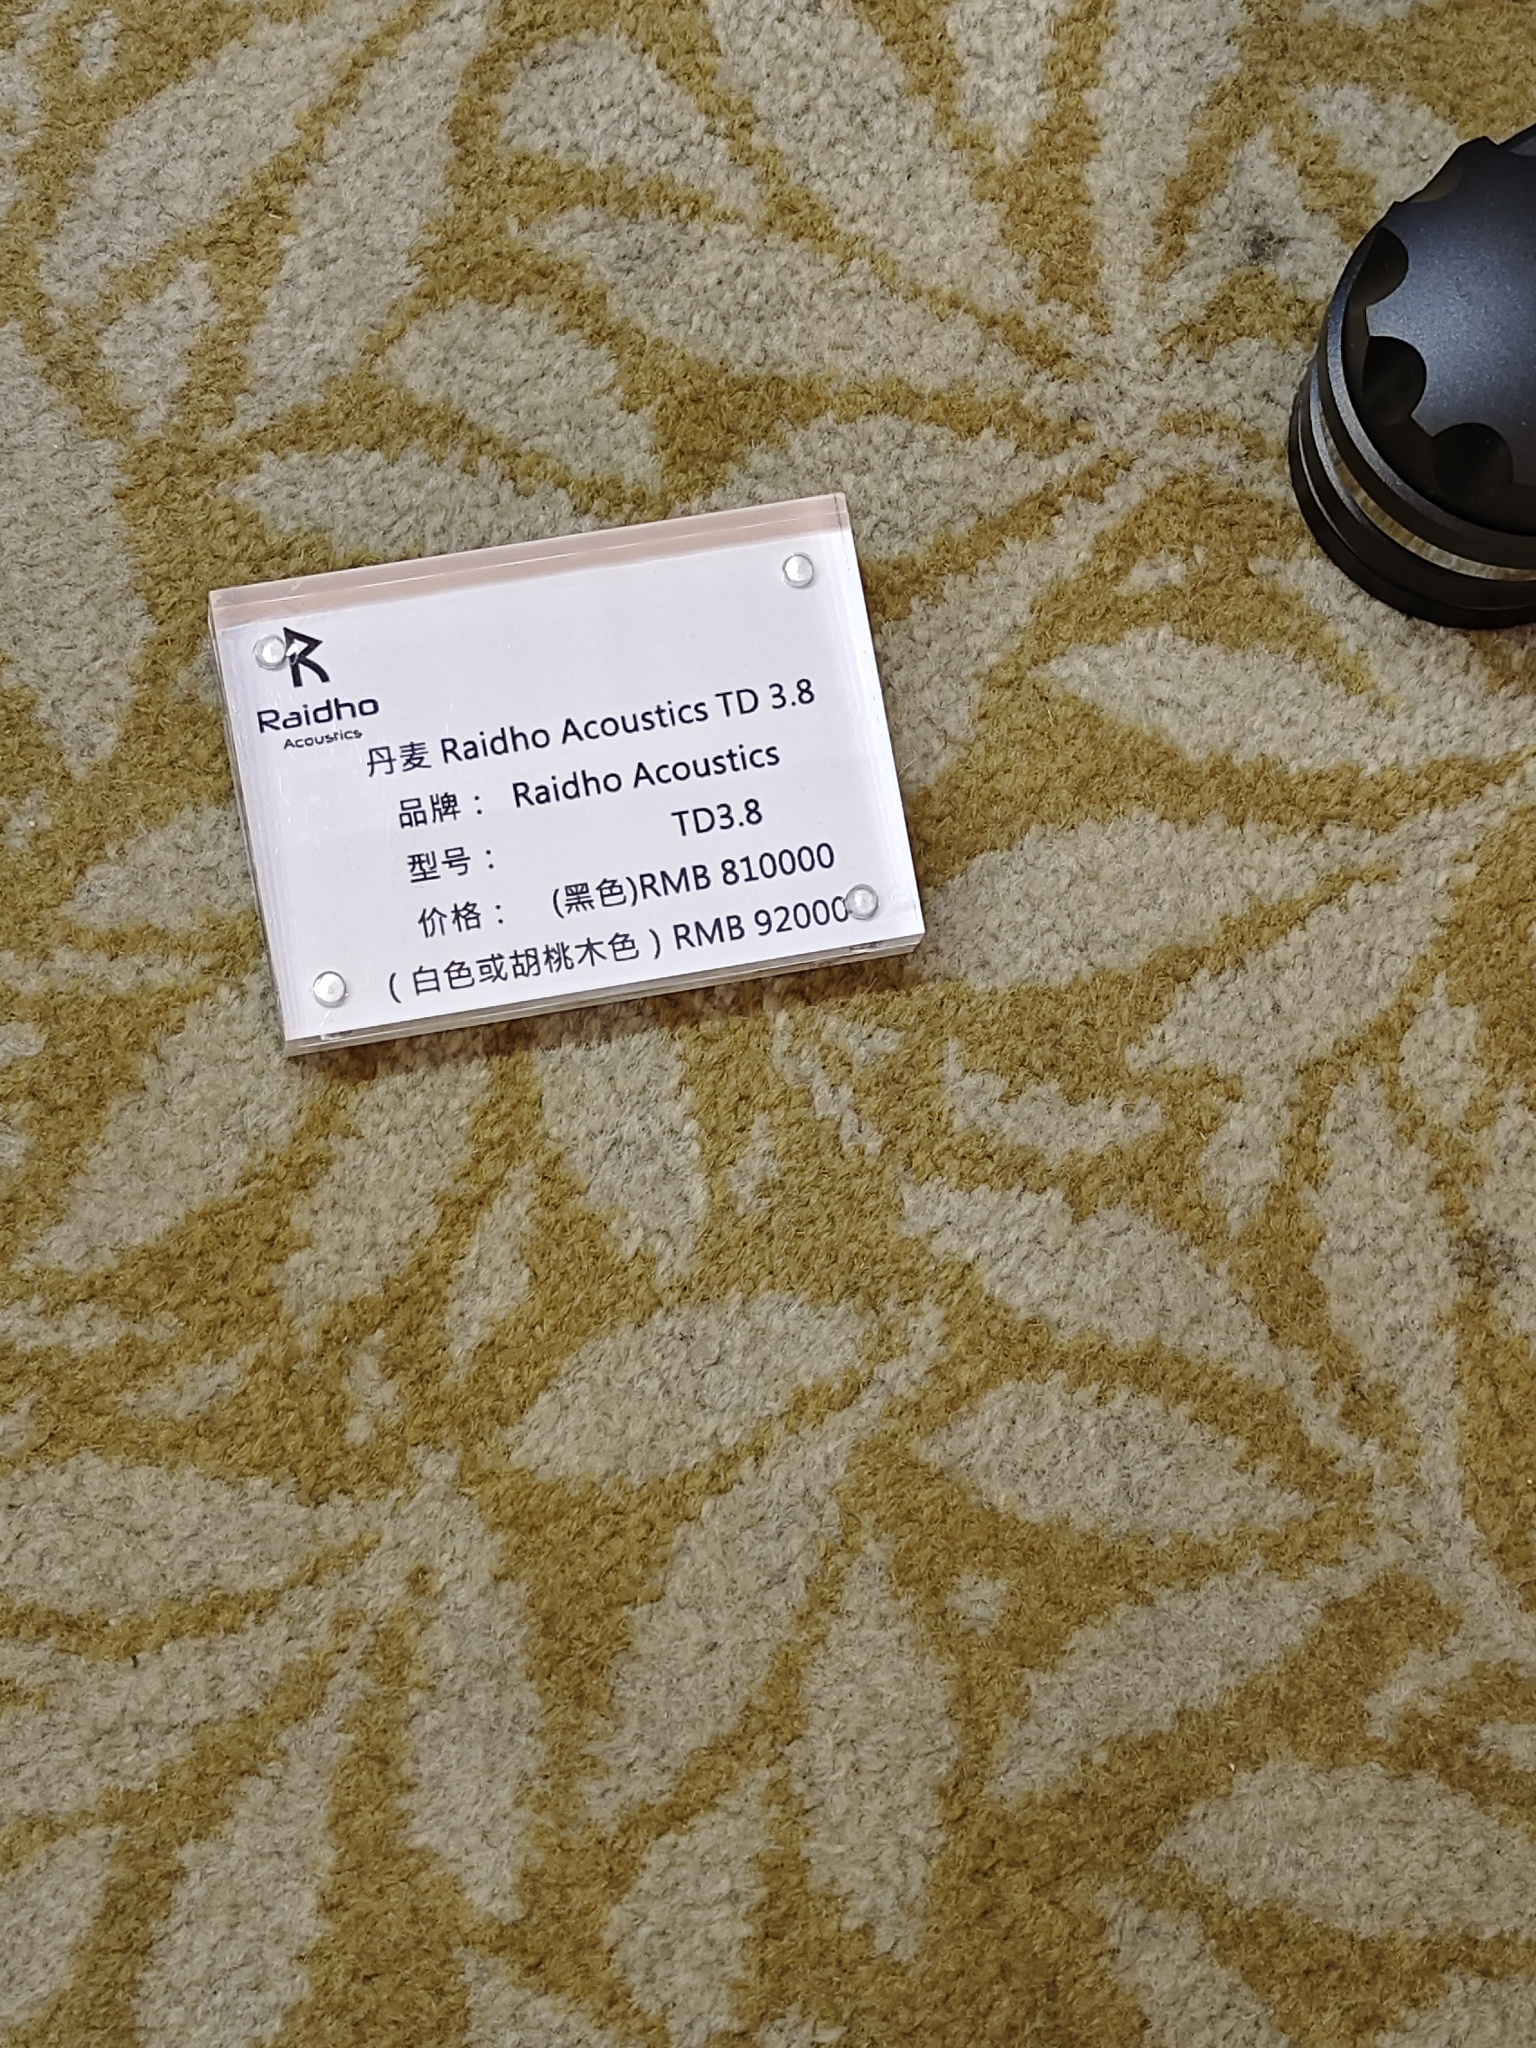 Raidho
Acoustics
丹麦 Raidho Acoustics TD 3.8
品牌： Raidho Acoustics
型号： TD3.8
价格： (黑色)RMB 810000
（白色或胡桃木色）RMB 92000